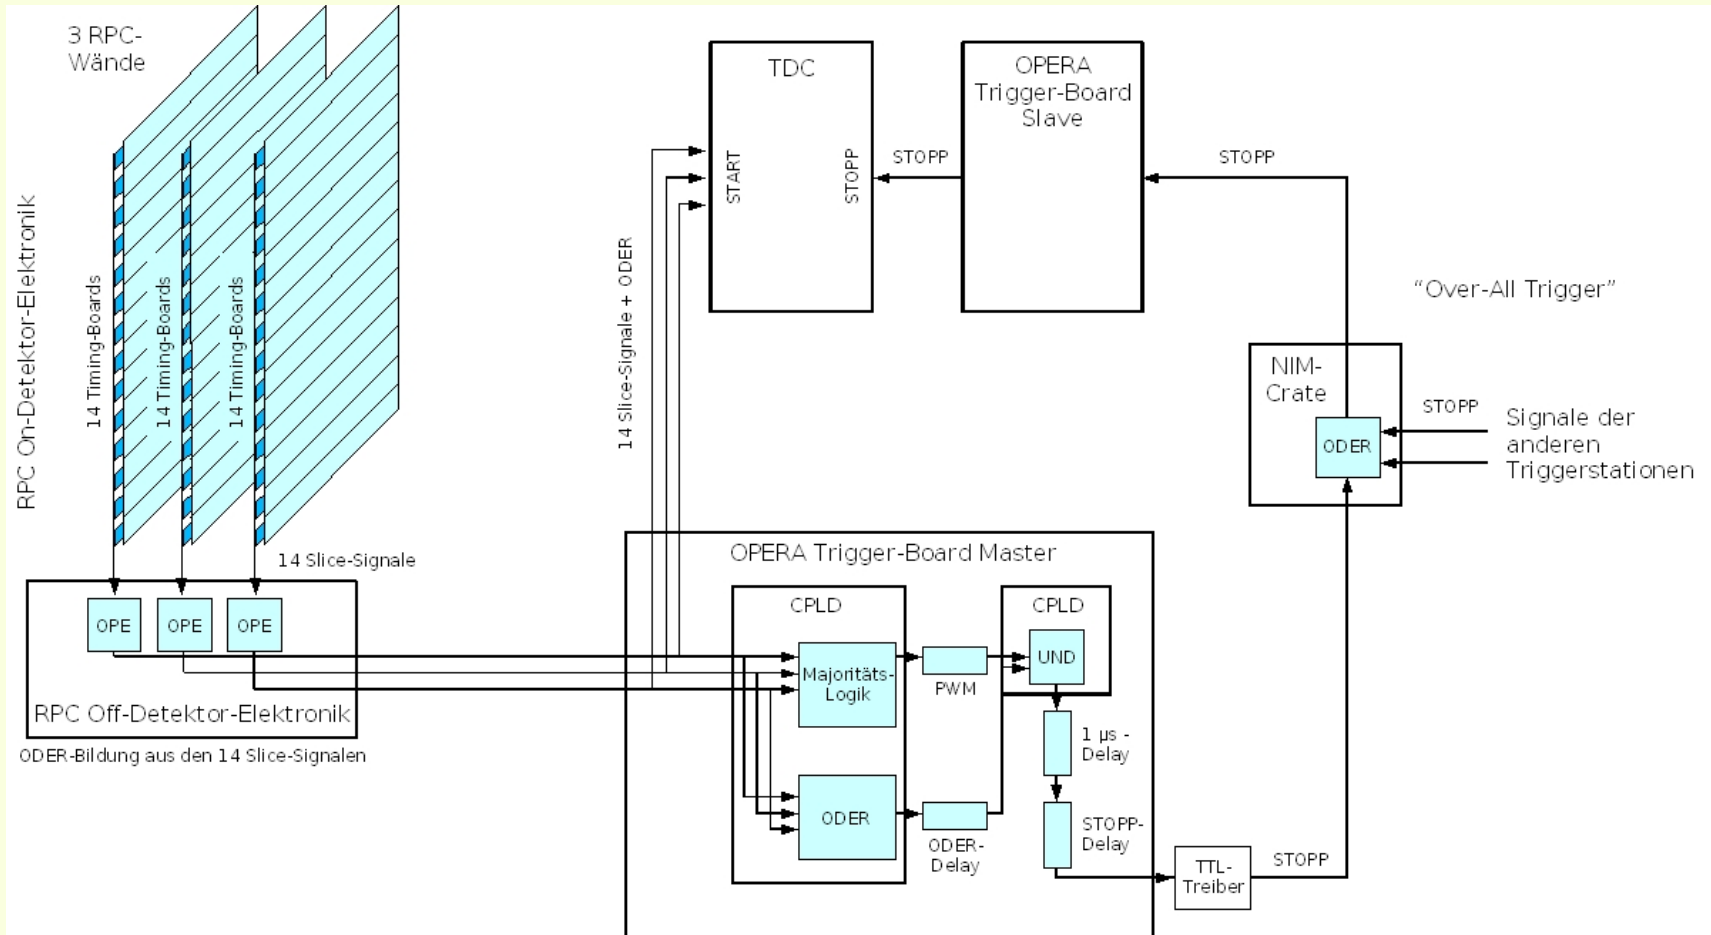 3 RPC-
Wände
RPC On-Detektor-Elektronik
14 Timing-Boards
14 Timing-Boards
14 Timing-Boards
14 Slice-Signale
OPE
OPE
OPE
RPC Off-Detektor-Elektronik
ODER-Bildung aus den 14 Slice-Signalen
14 Slice-Signale + ODER
TDC
START
STOPP
STOPP
OPERA
Trigger-Board
Slave
STOPP
“Over-All Trigger”
NIM-
Crate
ODER
STOPP
Signale der
anderen
Triggerstationen
OPERA Trigger-Board Master
CPLD
Majoritäts-
Logik
ODER
PWM
ODER-
Delay
CPLD
UND
1 µs -
Delay
STOPP-
Delay
TTL-
Treiber
STOPP